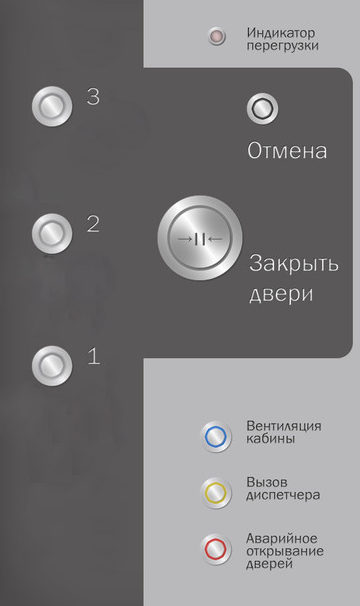 Индикатор
перегрузки
3
Отмена
2
→||←
Закрыть
двери
1
Вентиляция
кабины
Вызов
диспетчера
Аварийное
открывание
дверей